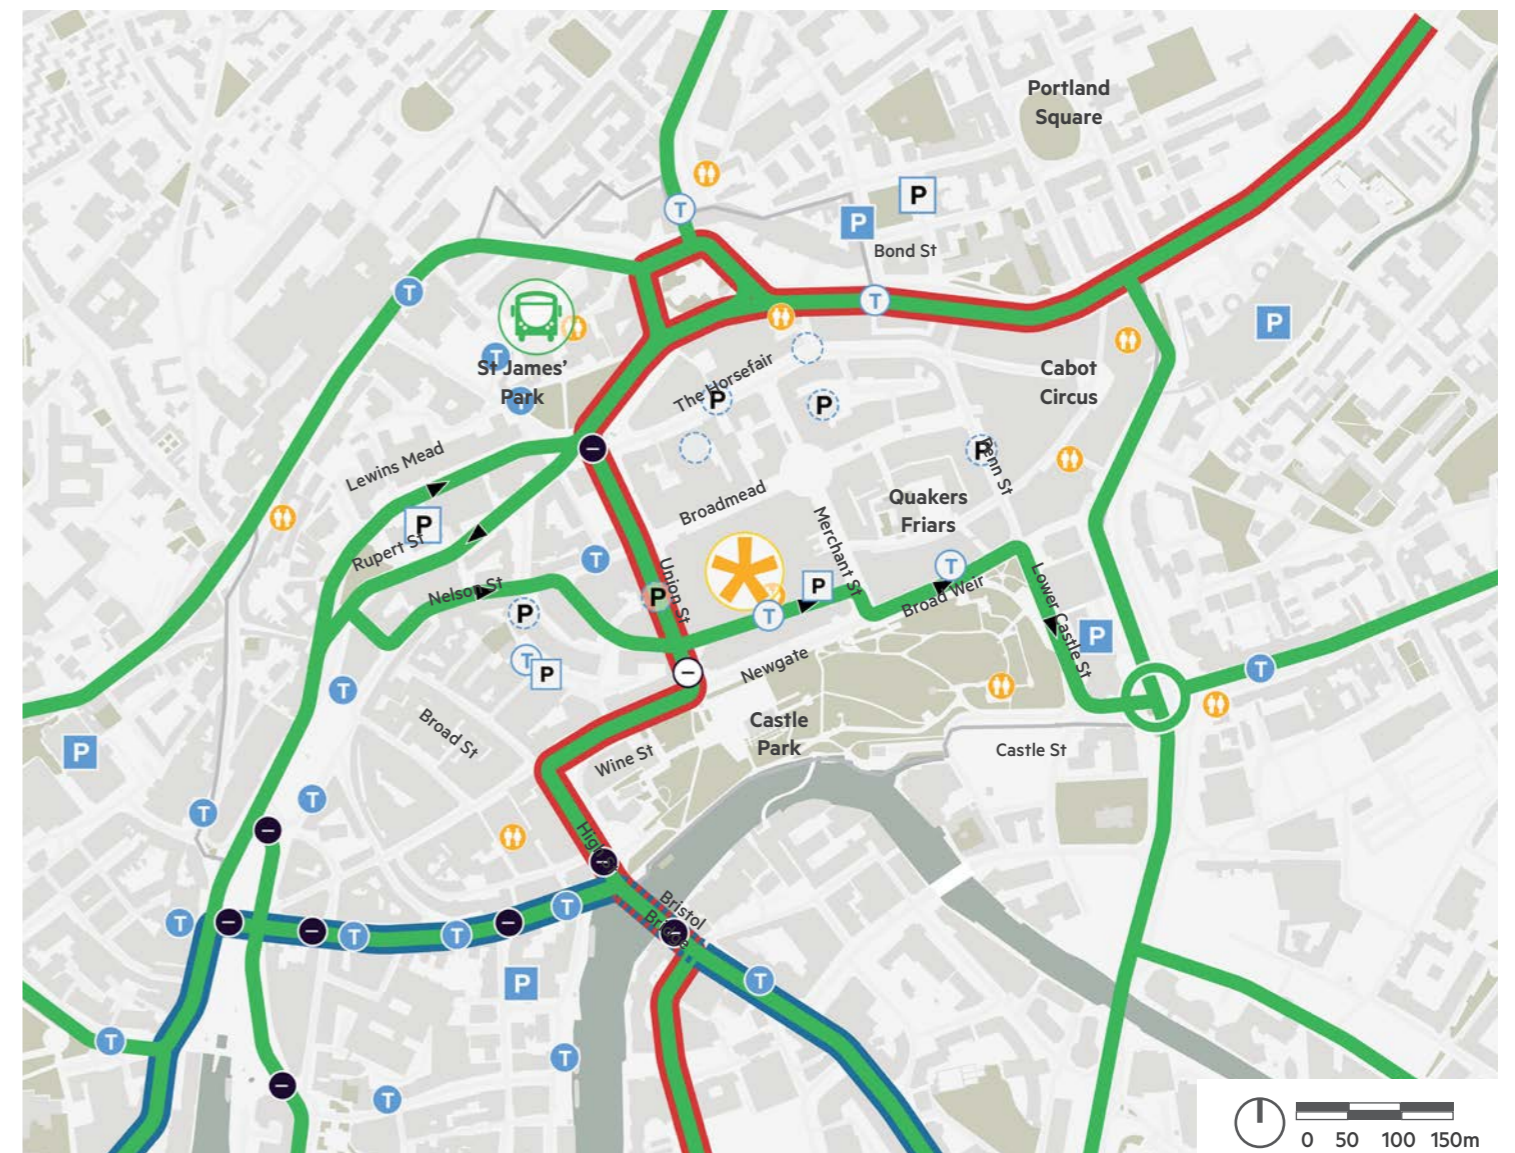 Portland
Square
T
P
P
Bond St
T
T
P
T
St James'
Park
T
The Horsefair
P
P
Cabot
Circus
Lewins Mead
P
Penn St
Broadmead
Quakers
Friars
P
Rupert St
Merchant St
T
T
Nelson St
P
P
Union St
P
T
Broad Weir
Lower Castle St
P
T
P
Newgate
T
T
Broad St
Castle
Park
Wine St
Castle St
P
T
T
High St
T
T
T
T
Bristol
Bridge
P
T
T
T
T
0 50 100 150m